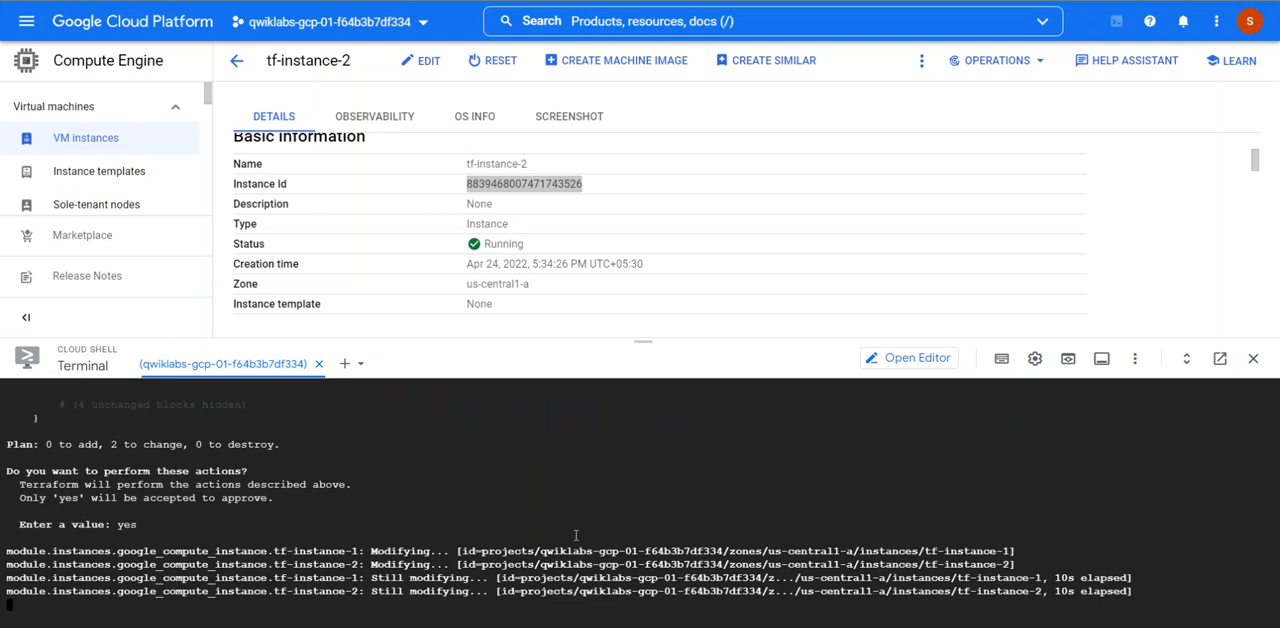 Google Cloud Platform qwiklabs-gcp-01-f64b3b7df334 Search Products, resources, docs (/) S
Compute Engine tf-instance-2 EDIT RESET CREATE MACHINE IMAGE CREATE SIMILAR OPERATIONS HELP ASSISTANT LEARN
Virtual machines
VM instances
Instance templates
Sole-tenant nodes
Marketplace
Release Notes
DETAILS OBSERVABILITY OS INFO SCREENSHOT
Basic information
Name tf-instance-2
Instance Id 8839468007471743526
Description None
Type Instance
Status Running
Creation time Apr 24, 2022, 5:34:26 PM UTC+05:30
Zone us-central1-a
Instance template None
CLOUD SHELL
Terminal (qwiklabs-gcp-01-f64b3b7df334) Open Editor
# (4 unchanged blocks hidden)
}
Plan: 0 to add, 2 to change, 0 to destroy.
Do you want to perform these actions?
Terraform will perform the actions described above.
Only 'yes' will be accepted to approve.
Enter a value: yes
module.instances.google_compute_instance.tf-instance-1: Modifying... [id=projects/qwiklabs-gcp-01-f64b3b7df334/zones/us-central1-a/instances/tf-instance-1]
module.instances.google_compute_instance.tf-instance-2: Modifying... [id=projects/qwiklabs-gcp-01-f64b3b7df334/zones/us-central1-a/instances/tf-instance-2]
module.instances.google_compute_instance.tf-instance-1: Still modifying... [id=projects/qwiklabs-gcp-01-f64b3b7df334/z.../us-central1-a/instances/tf-instance-1, 10s elapsed]
module.instances.google_compute_instance.tf-instance-2: Still modifying... [id=projects/qwiklabs-gcp-01-f64b3b7df334/z.../us-central1-a/instances/tf-instance-2, 10s elapsed]